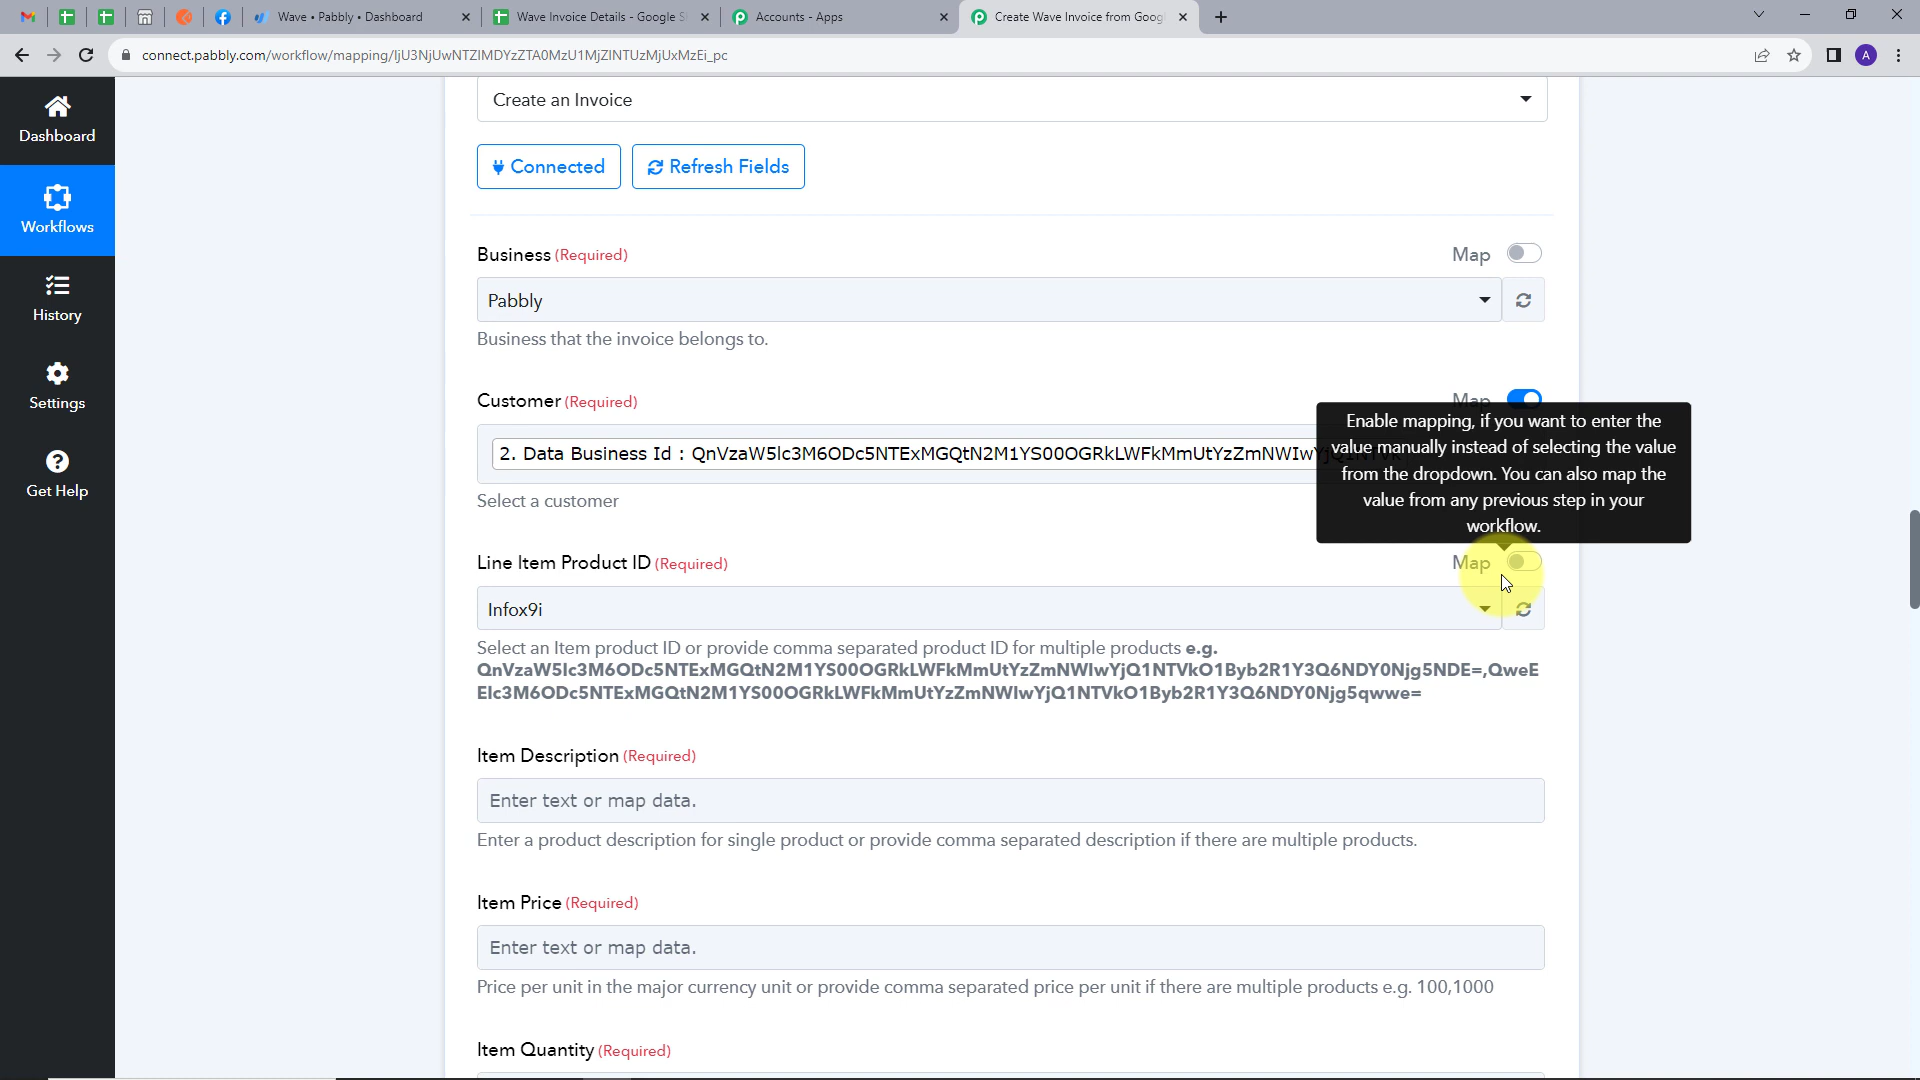 Wave • Pabbly • Dashboard
Wave Invoice Details - Google S
Accounts - Apps
Create Wave Invoice from Goog
connect.pabbly.com/workflow/mapping/IjU3NjUwNTZlMDYzZTA0MzU1MjZlNTUzMjUxMzEi_pc
A
Dashboard
Workflows
History
Settings
Get Help
Create an Invoice
Connected
Refresh Fields
Business (Required)
Map
Pabbly
Business that the invoice belongs to.
Customer (Required)
Map
2. Data Business Id : QnVzaW5lc3M6ODc5NTExMGQtN2M1YS00OGRkLWFkMmUtYzZmNWIwYjQ1NTVk
Select a customer
Enable mapping, if you want to enter the
value manually instead of selecting the value
from the dropdown. You can also map the
value from any previous step in your
workflow.
Line Item Product ID (Required)
Map
Infox9i
Select an Item product ID or provide comma separated product ID for multiple products e.g.
QnVzaW5lc3M6ODc5NTExMGQtN2M1YS00OGRkLWFkMmUtYzZmNWIwYjQ1NTVkO1Byb2R1Y3Q6NDY0Njg5NDE=,QweE
Elc3M6ODc5NTExMGQtN2M1YS00OGRkLWFkMmUtYzZmNWIwYjQ1NTVkO1Byb2R1Y3Q6NDY0Njg5qwwe=
Item Description (Required)
Enter text or map data.
Enter a product description for single product or provide comma separated description if there are multiple products.
Item Price (Required)
Enter text or map data.
Price per unit in the major currency unit or provide comma separated price per unit if there are multiple products e.g. 100,1000
Item Quantity (Required)